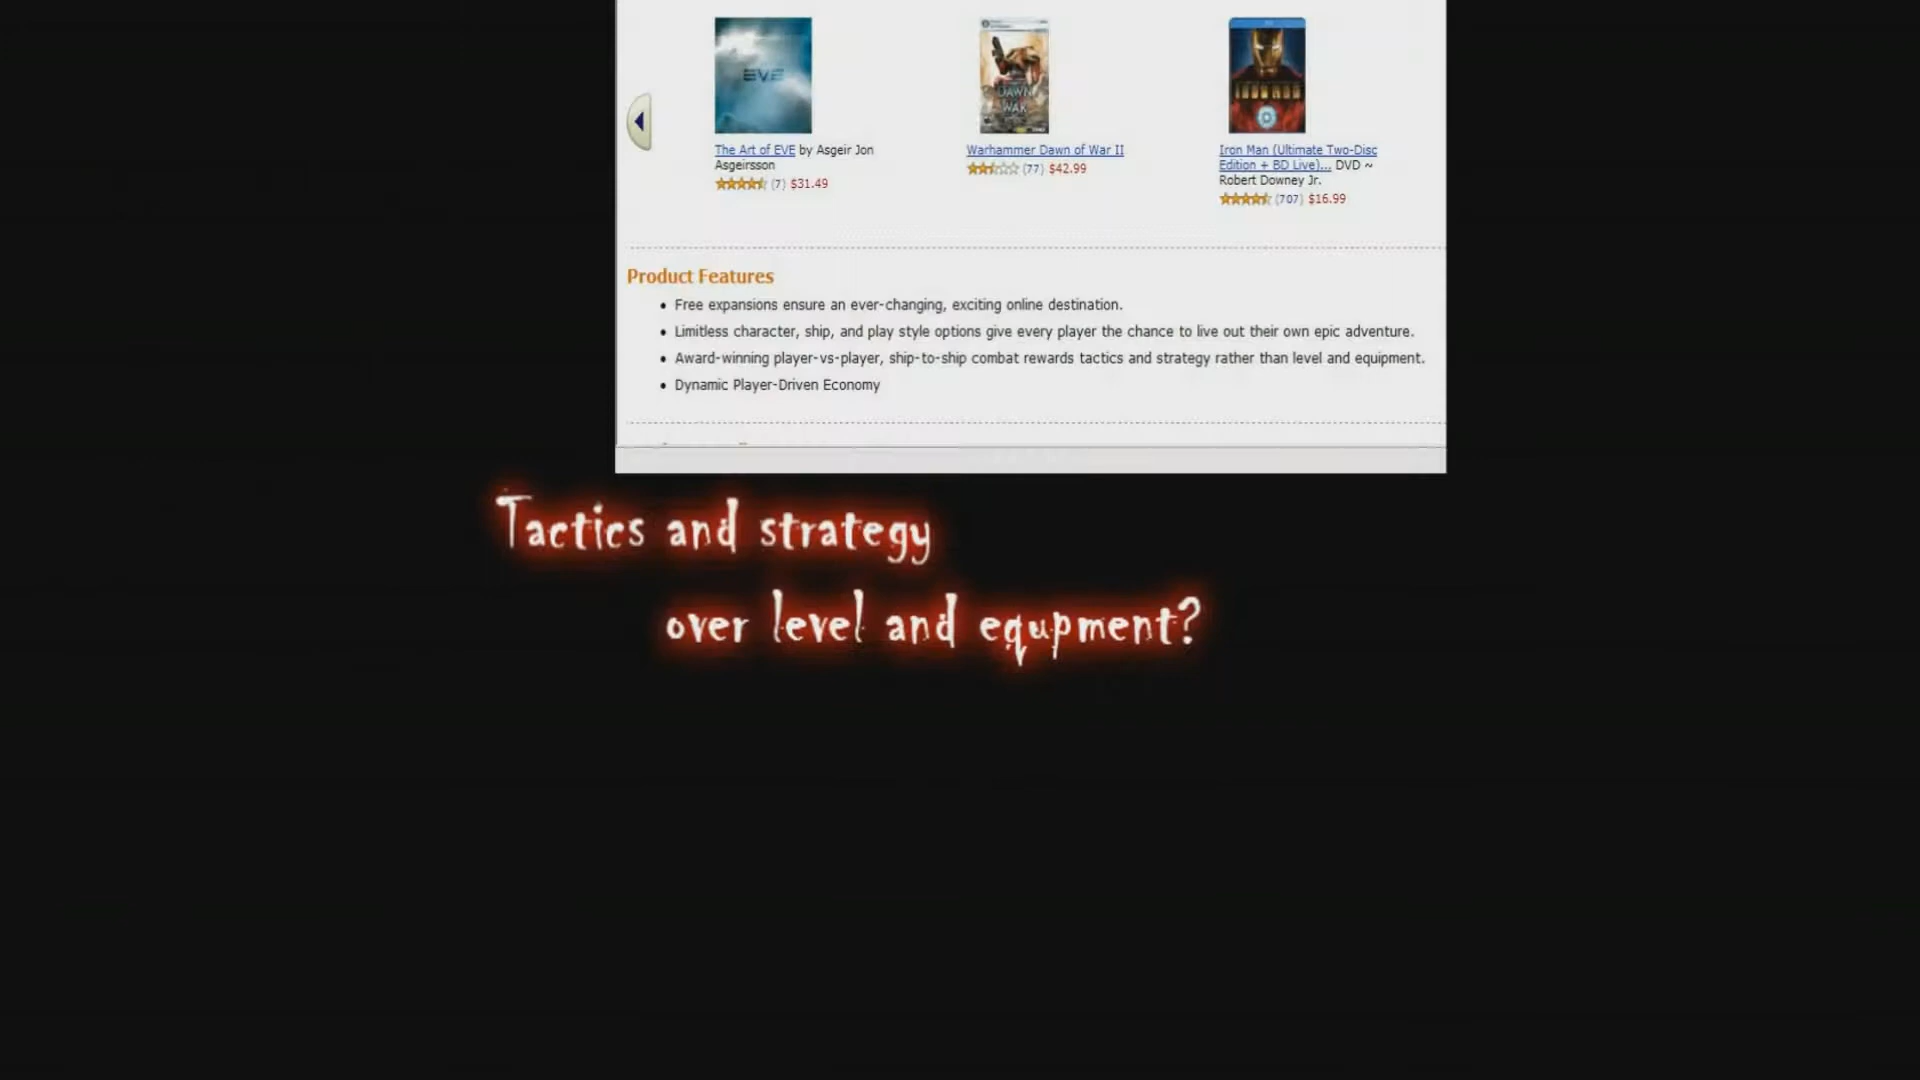 EVE
DAWN
WAR
The Art of EVE by Asgeir Jon
Asgeirsson
(7) $31.49
Warhammer Dawn of War II
(77) $42.99
Iron Man (Ultimate Two-Disc
Edition + BD Live)... DVD ~
Robert Downey Jr.
(707) $16.99
Product Features
• Free expansions ensure an ever-changing, exciting online destination.
• Limitless character, ship, and play style options give every player the chance to live out their own epic adventure.
• Award-winning player-vs-player, ship-to-ship combat rewards tactics and strategy rather than level and equipment.
• Dynamic Player-Driven Economy
Tactics and strategy
over level and equpment?